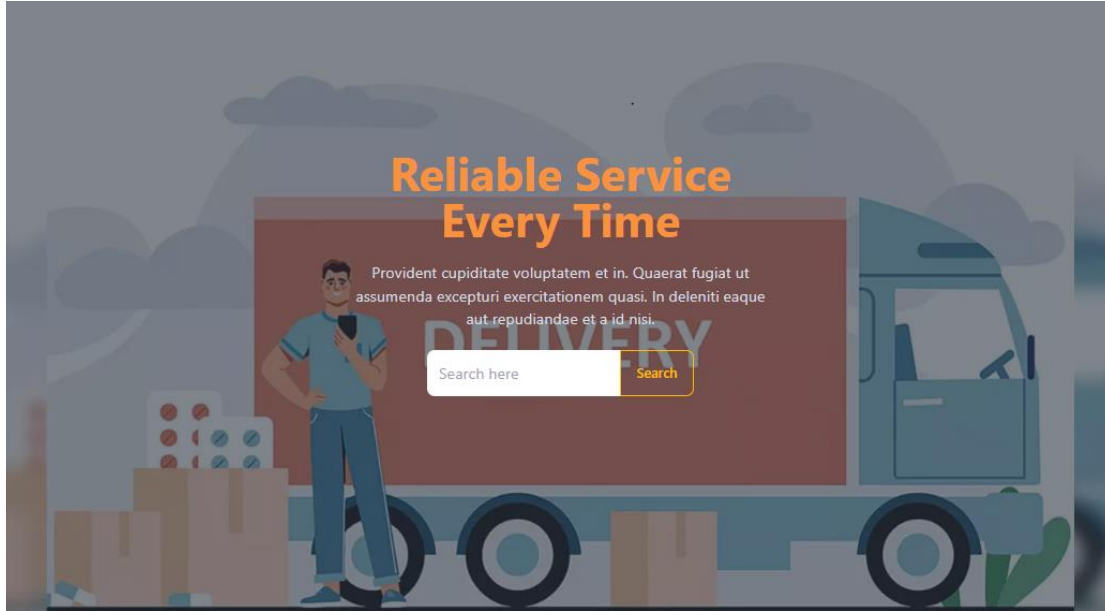 Reliable Service
Every Time
Provident cupiditate voluptatem et in. Quaerat fugiat ut
assumenda excepturi exercitationem quasi. In deleniti eaque
aut repudiandae et a id nisi.
DELIVERY
Search here
Search